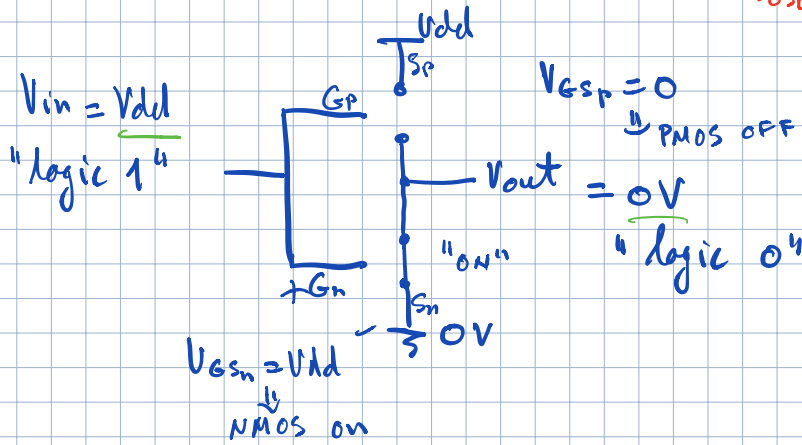 Vdd
Sp
Vin = Vdd
"logic 1"
Gp
VGSp = 0
⇒ PMOS OFF
Vout = 0V
"logic 0"
"ON"
+Gn
Sn
0V
VGSn = Vdd
⇓
NMOS on